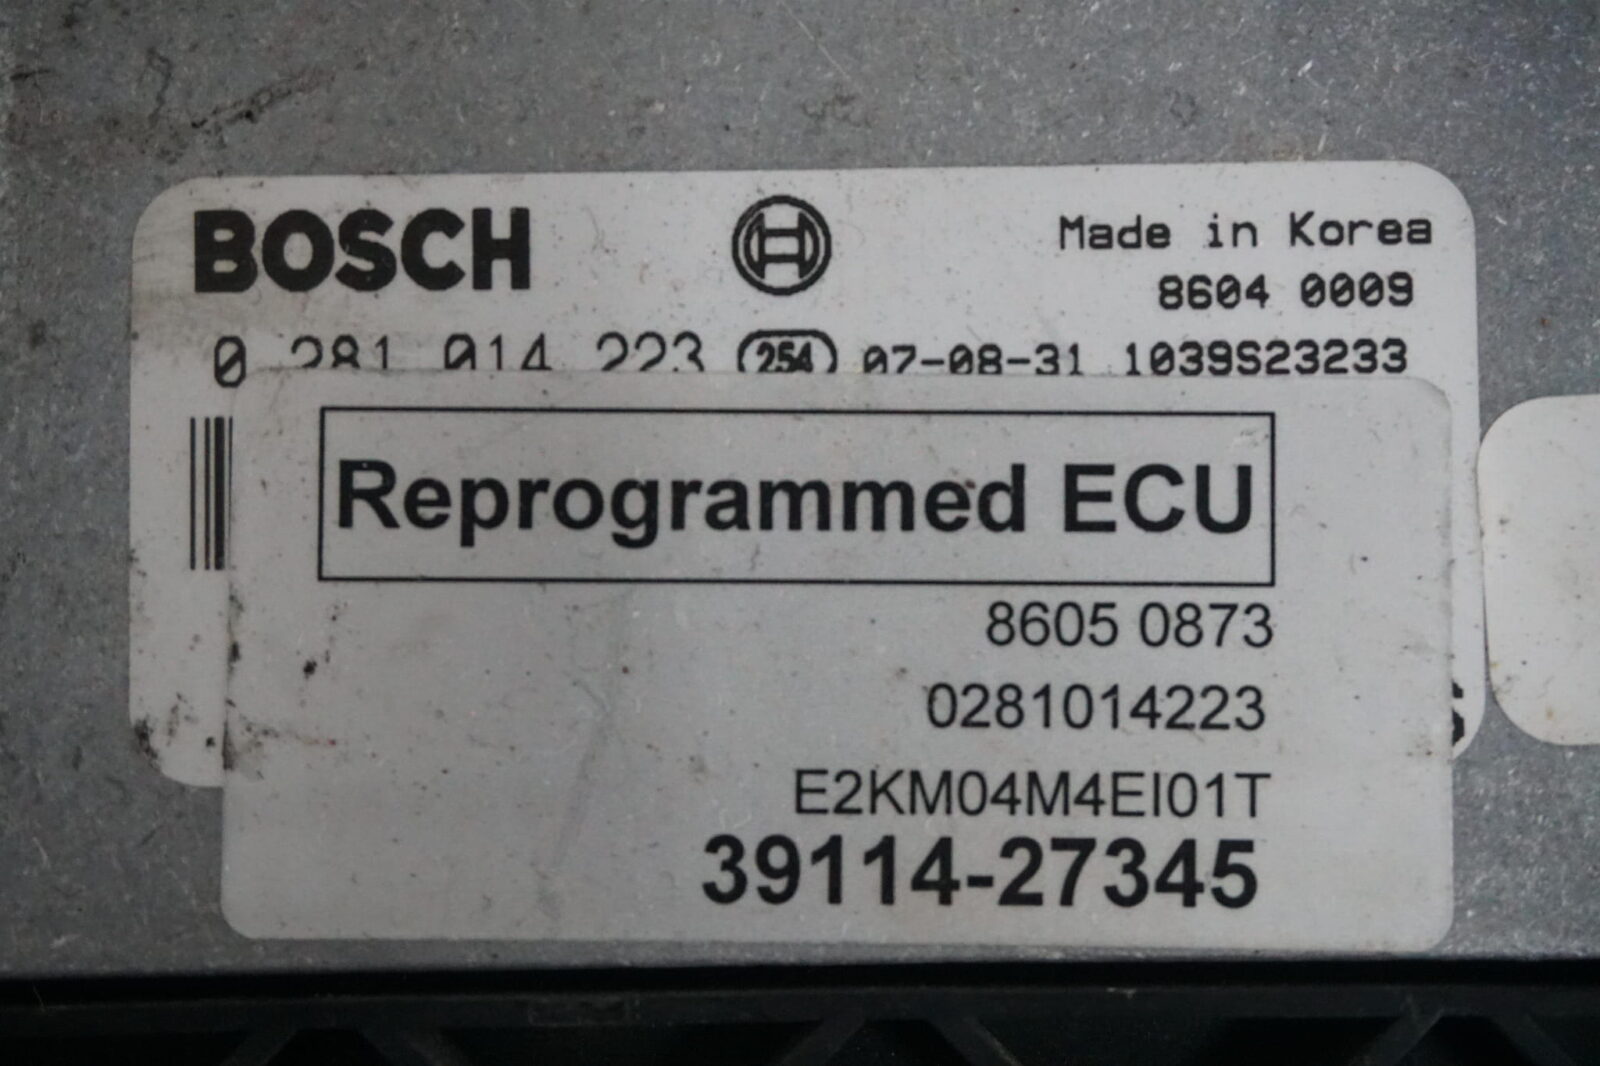 BOSCH
Made in Korea
8604 0009
0 281 014 223 254 07-08-31 1039S23233
Reprogrammed ECU
8605 0873
0281014223
E2KM04M4EI01T
39114-27345